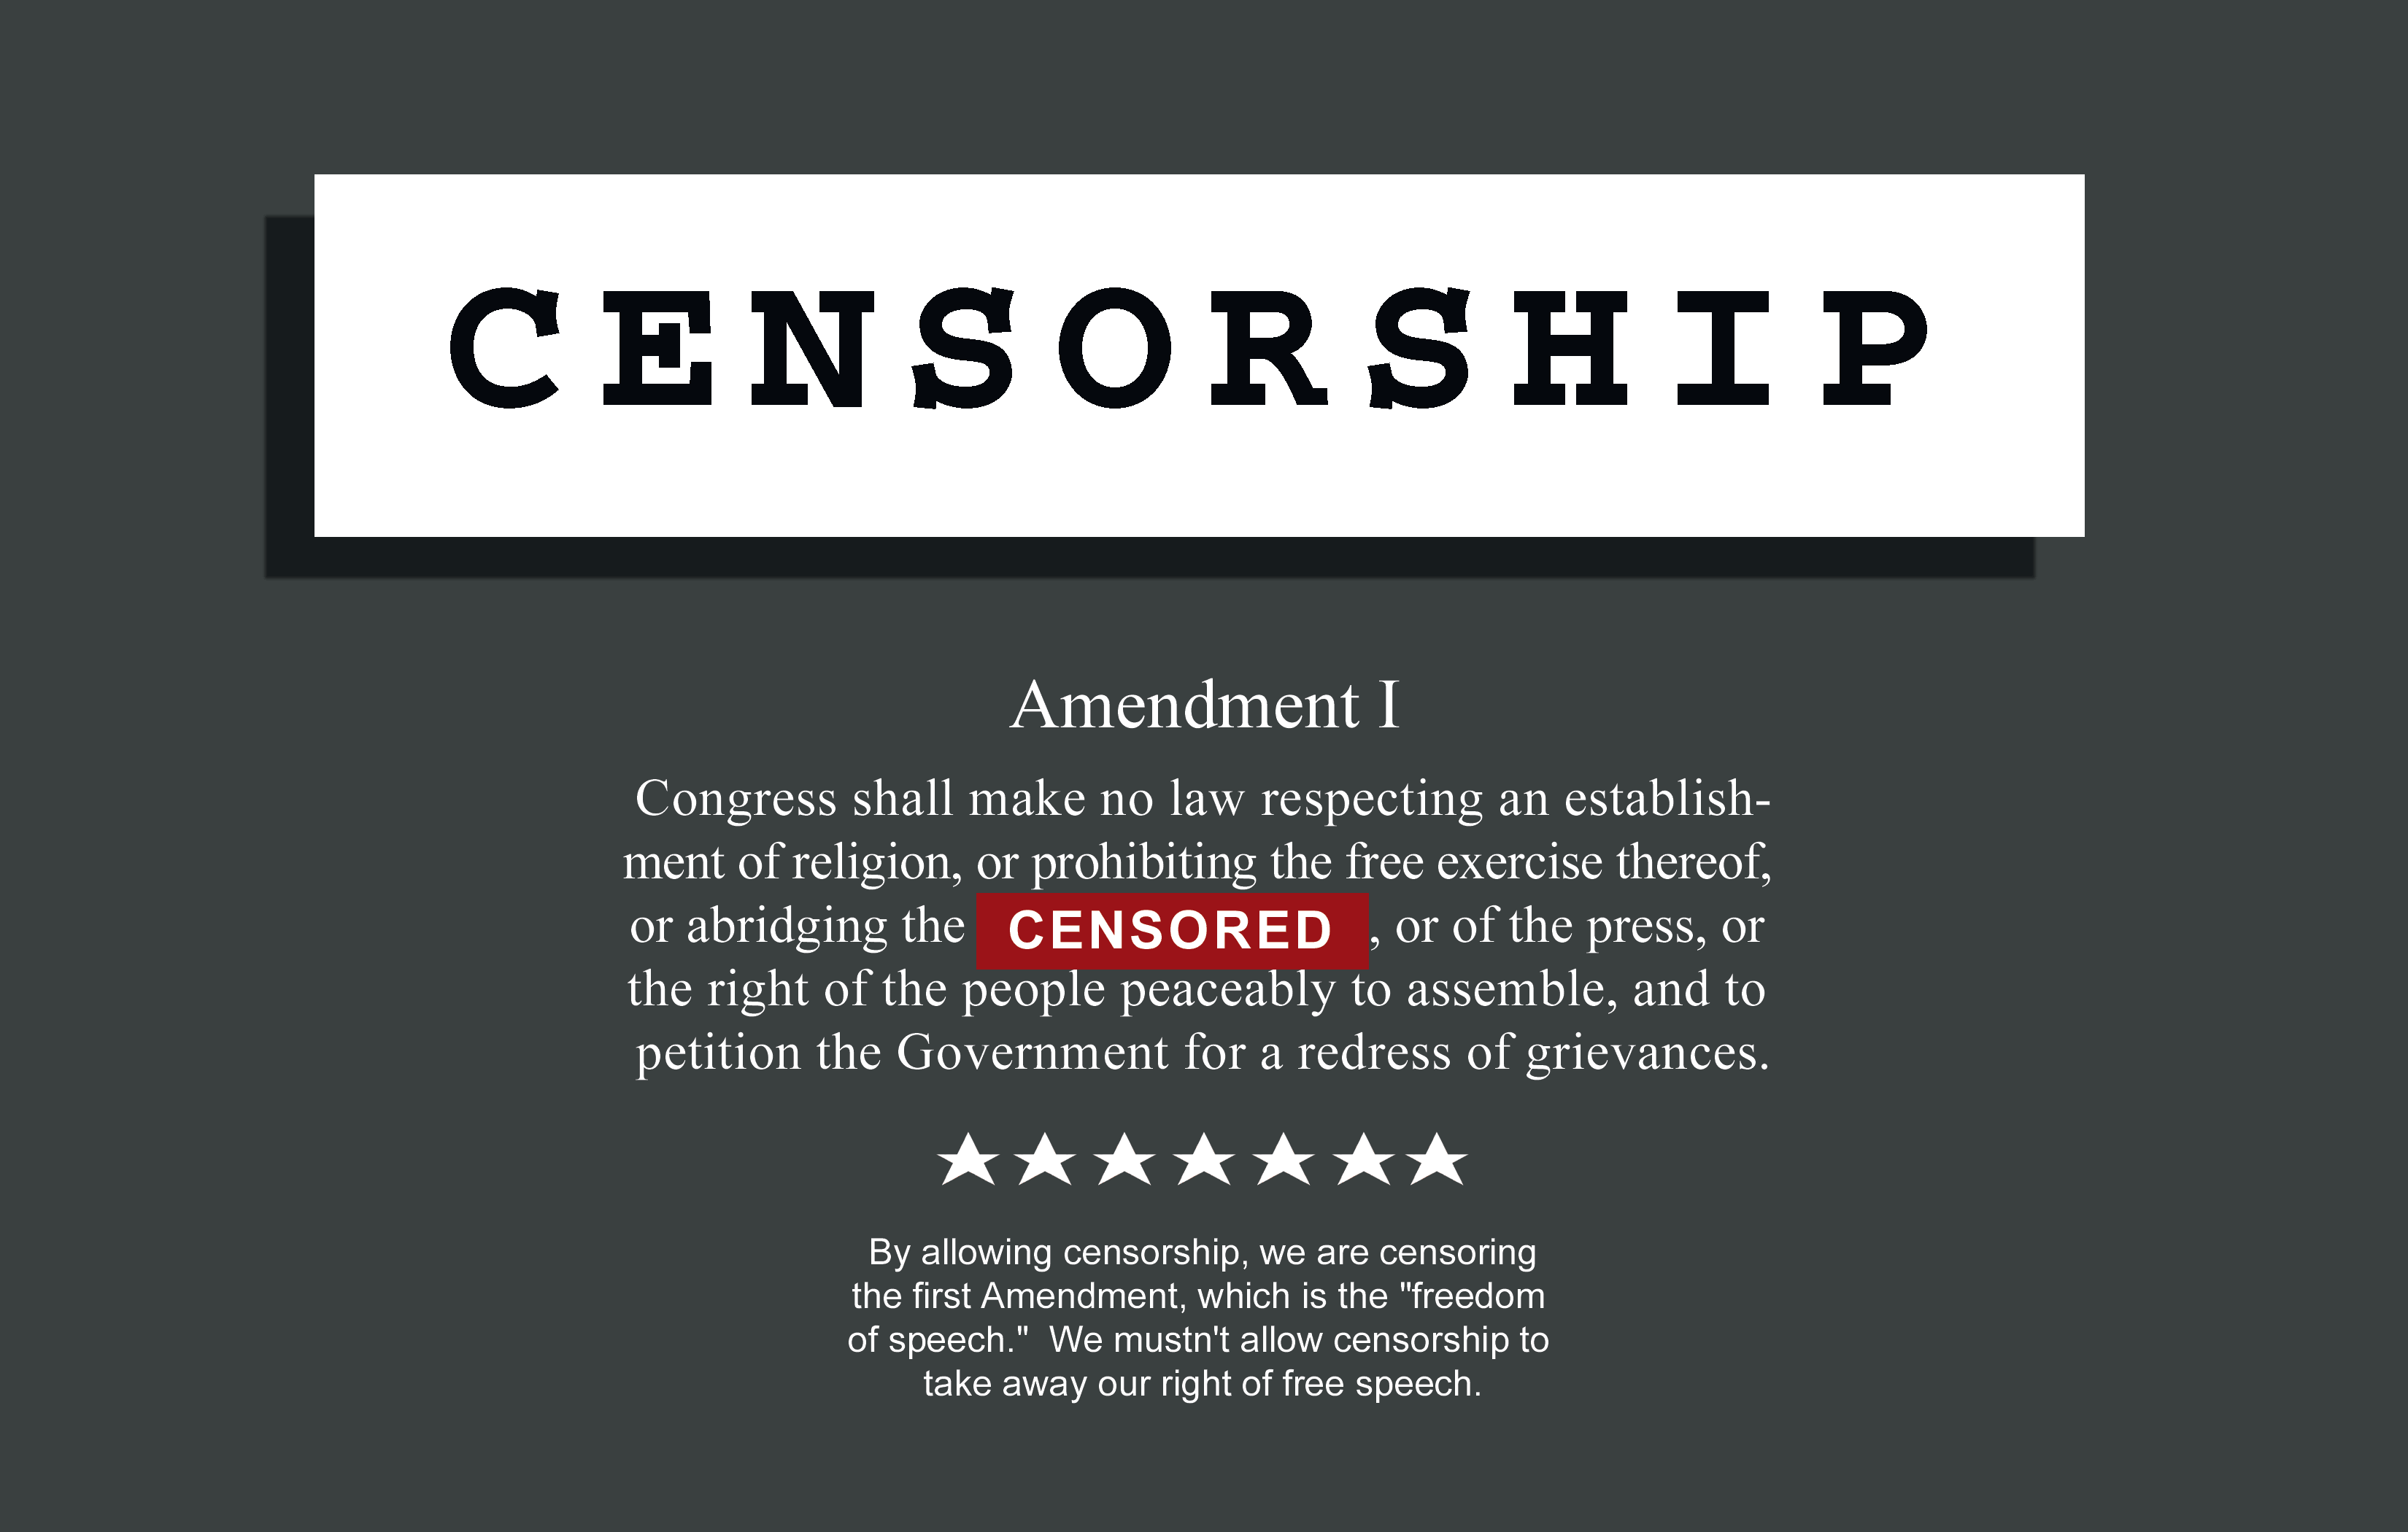 CENSORSHIP
Amendment I
Congress shall make no law respecting an establish-
ment of religion, or prohibiting the free exercise thereof,
or abridging the CENSORED, or of the press, or
the right of the people peaceably to assemble, and to
petition the Government for a redress of grievances.
By allowing censorship, we are censoring
the first Amendment, which is the "freedom
of speech."  We mustn't allow censorship to
take away our right of free speech.